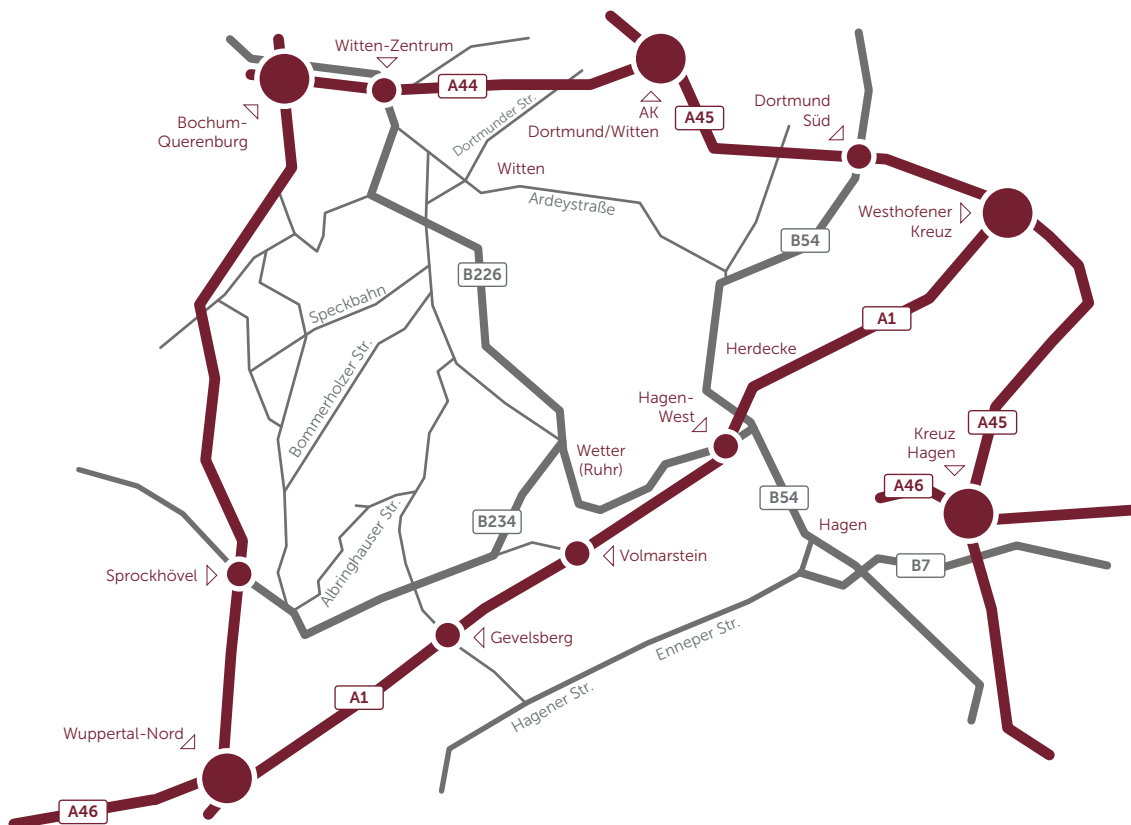 Witten-Zentrum
A44
AK
Dortmund/Witten
A45
Dortmund
Süd
Bochum-
Querenburg
Dortmunder Str.
Witten
Ardeystraße
Westhofener
Kreuz
B54
B226
Speckbahn
A1
Herdecke
Bommerholzer Str.
Hagen-
West
Kreuz
Hagen
A45
Wetter
(Ruhr)
A46
B54
Hagen
B234
Albringhauser Str.
Volmarstein
B7
Sprockhövel
Gevelsberg
Enneper Str.
A1
Hagener Str.
Wuppertal-Nord
A46